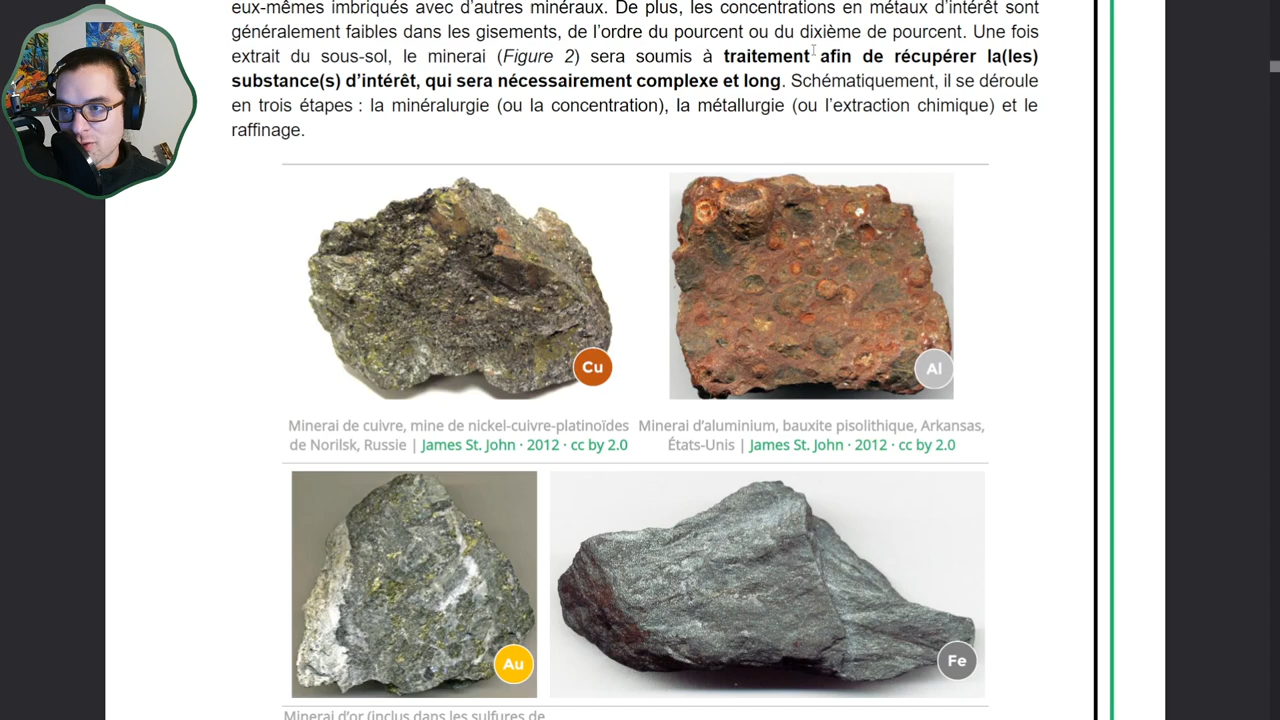 eux-mêmes imbriqués avec d'autres minéraux. De plus, les concentrations en métaux d'intérêt sont
généralement faibles dans les gisements, de l'ordre du pourcent ou du dixième de pourcent. Une fois
extrait du sous-sol, le minerai (Figure 2) sera soumis à traitement afin de récupérer la(les)
substance(s) d'intérêt, qui sera nécessairement complexe et long. Schématiquement, il se déroule
en trois étapes : la minéralurgie (ou la concentration), la métallurgie (ou l'extraction chimique) et le
raffinage.
Cu
Al
Minerai de cuivre, mine de nickel-cuivre-platinoïdes
de Norilsk, Russie | James St. John · 2012 · cc by 2.0
Minerai d'aluminium, bauxite pisolithique, Arkansas,
États-Unis | James St. John · 2012 · cc by 2.0
Au
Fe
Minerai d'or (inclus dans les sulfures de